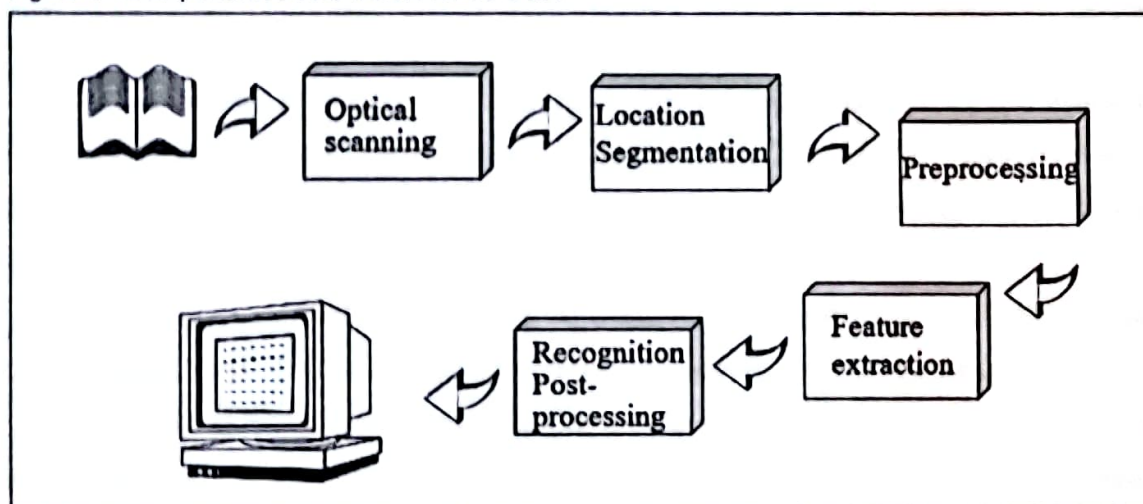 Optical
scanning
Location
Segmentation
Preprocessing
Feature
extraction
Recognition
Post-
processing